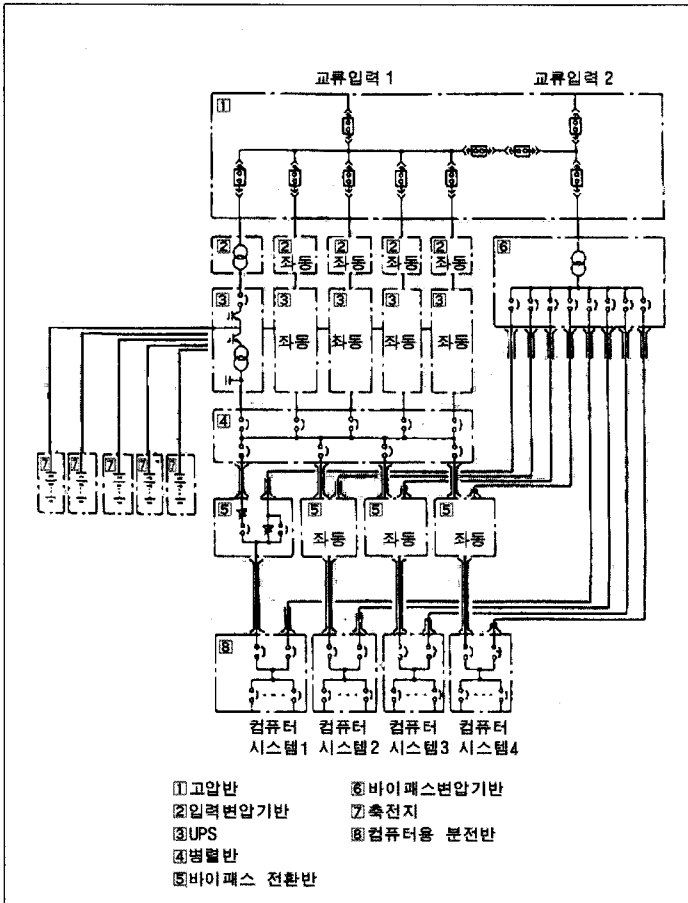 교류입력 1 교류입력 2
1
2 2 2 2 2 6
좌동 좌동 좌동 좌동
3 3 3 3 3
좌동 좌동 좌동 좌동
4
7 7 7 7 7
5 5 5 5
좌동 좌동 좌동
8
컴퓨터 컴퓨터 컴퓨터 컴퓨터
시스템1 시스템2 시스템3 시스템4
1 고압반 6 바이패스변압기반
2 입력변압기반 7 축전지
3 UPS 8 컴퓨터용 분전반
4 병렬반
5 바이패스 전환반